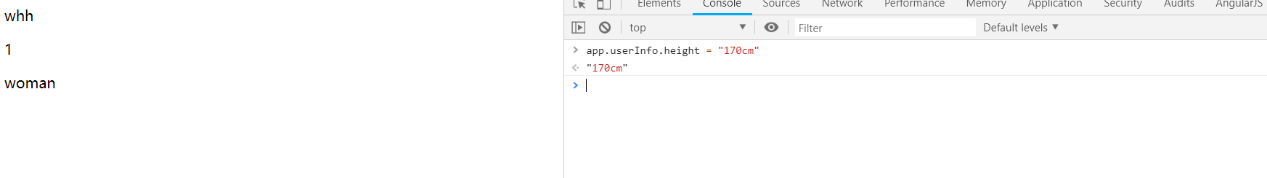 whh
1
woman
Elements Console Sources Network Performance Memory Application Security Audits AngularJS
top ▼ Filter Default levels ▼
> app.userInfo.height = "170cm"
< "170cm"
>